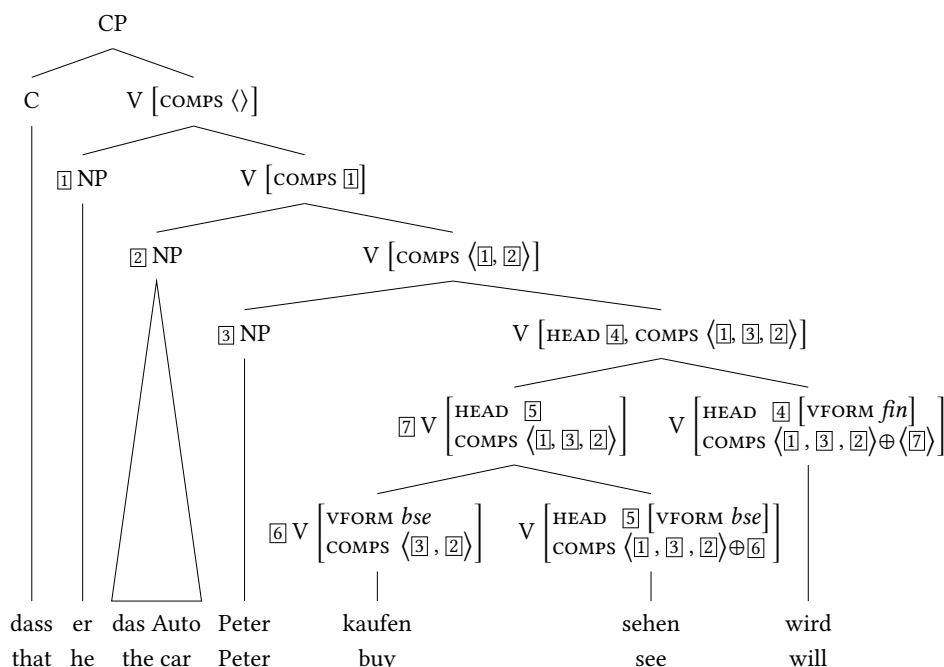 CP
C V [COMPS ⟨⟩]
1 NP V [COMPS 1]
2 NP V [COMPS ⟨1, 2⟩]
3 NP V [HEAD 4, COMPS ⟨1, 3, 2⟩]
7 V [HEAD 5 COMPS ⟨1, 3, 2⟩] V [HEAD 4 [VFORM fin] COMPS ⟨1 , 3 , 2⟩⊕⟨7⟩]
6 V [VFORM bse COMPS ⟨3 , 2⟩] V [HEAD 5 [VFORM bse] COMPS ⟨1 , 3 , 2⟩⊕6]
dass er das Auto Peter kaufen sehen wird
that he the car Peter buy see will